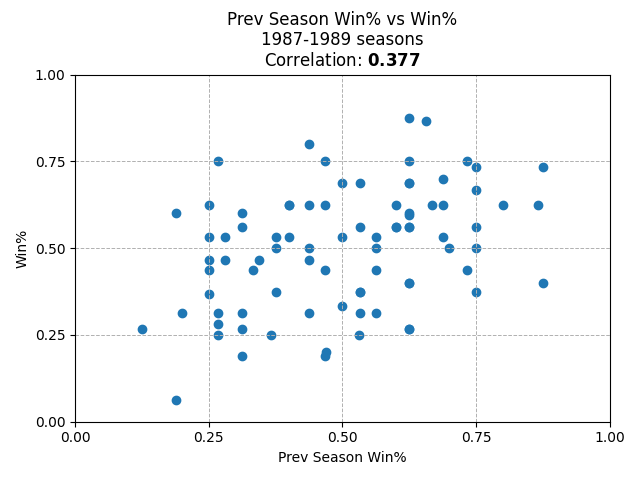 Prev Season Win% vs Win%
1987-1989 seasons
Correlation: 0.377
1.00
0.75
0.50
0.25
0.00
Win%
0.00 0.25 0.50 0.75 1.00
Prev Season Win%